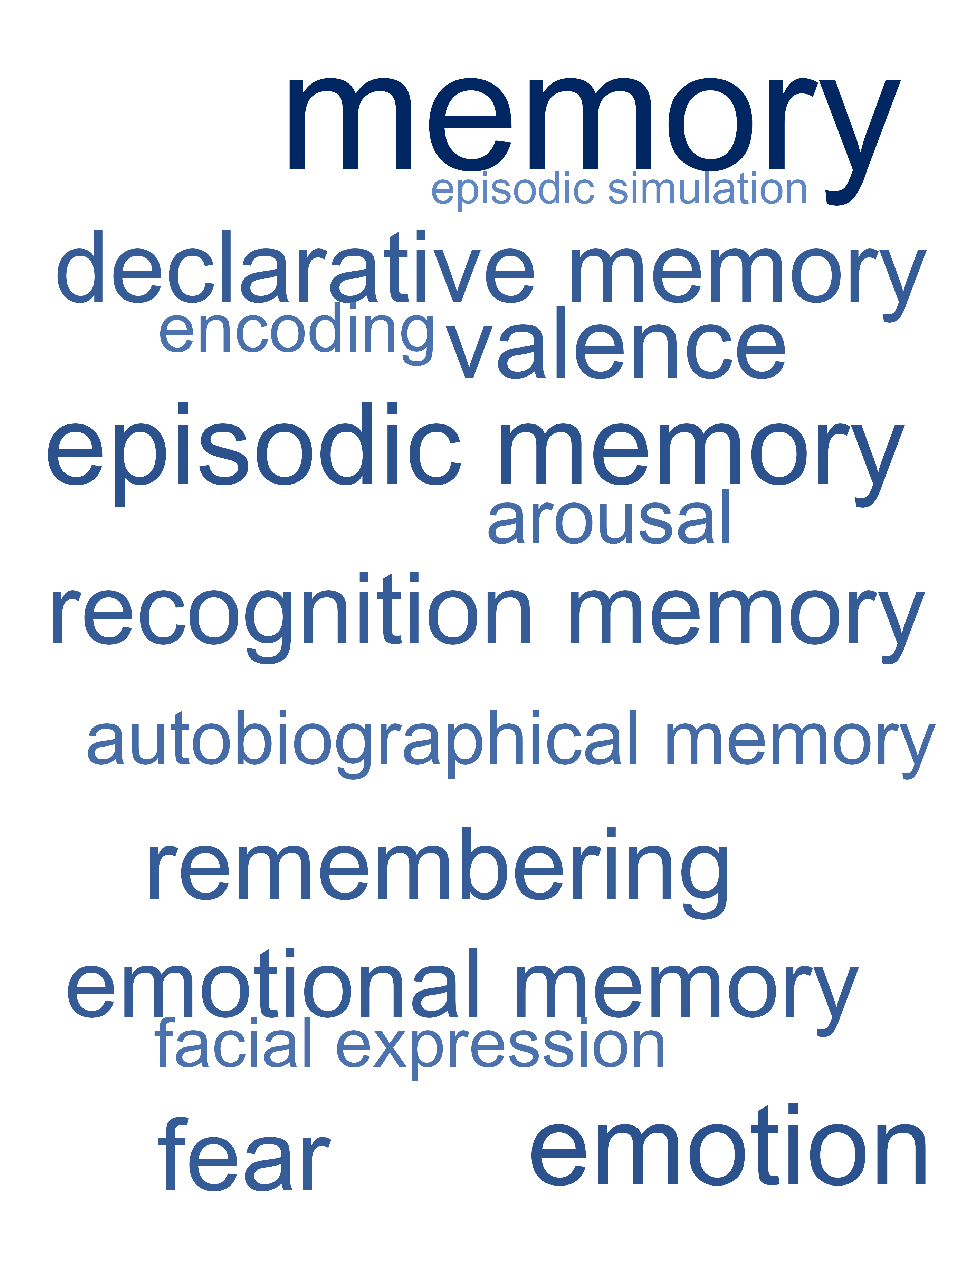 memory
episodic simulation
declarative memory
encoding
valence
episodic memory
arousal
recognition memory
autobiographical memory
remembering
emotional memory
facial expression
fear
emotion